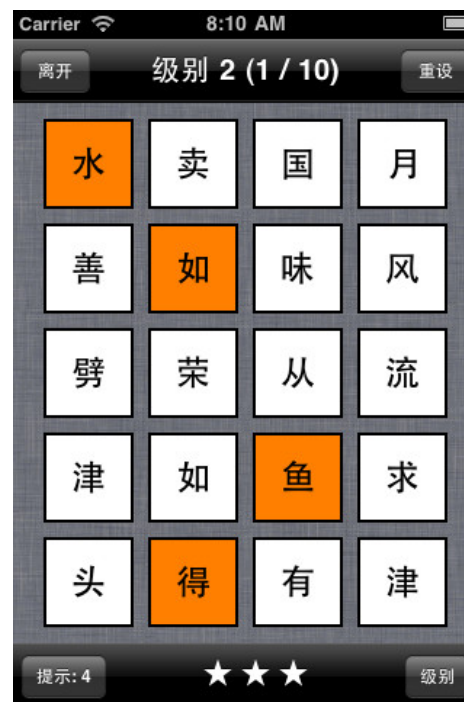 Carrier 8:10 AM
离开 级别 2 (1 / 10) 重设
水 卖 国 月
善 如 味 风
劈 荣 从 流
津 如 鱼 求
头 得 有 津
提示: 4 ★★★ 级别